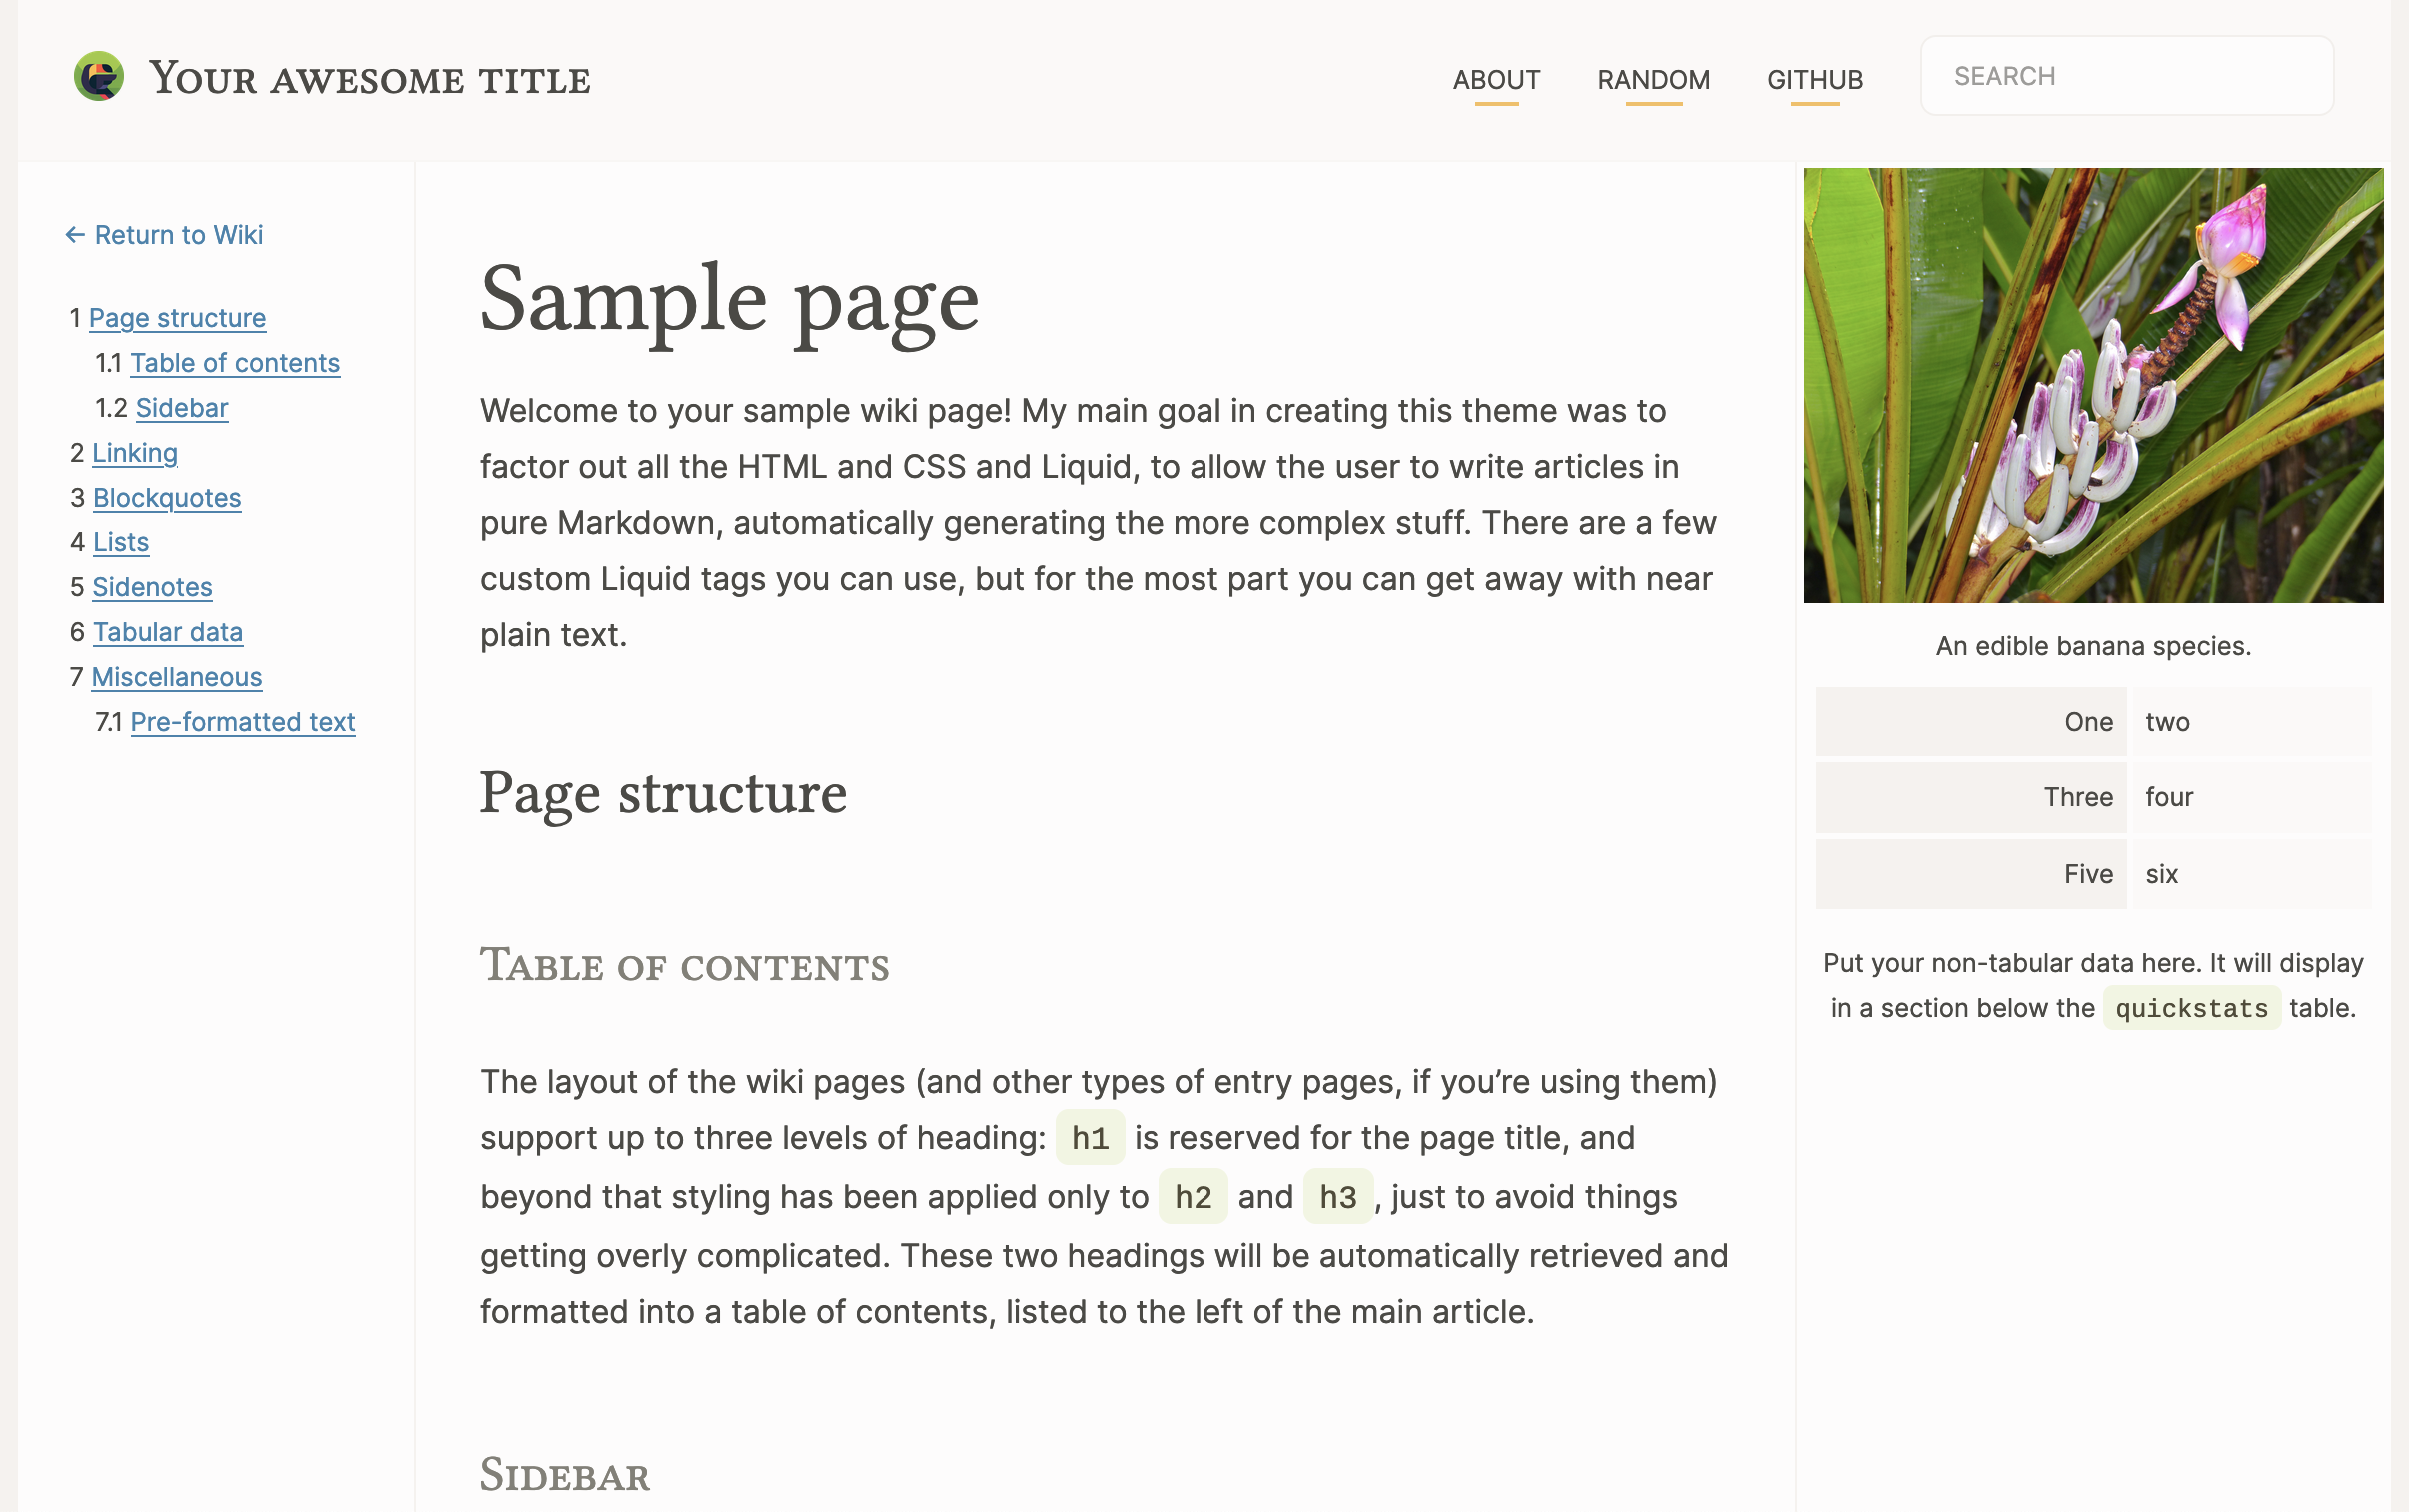 Your awesome title
ABOUT
RANDOM
GITHUB
SEARCH
← Return to Wiki
1 Page structure
1.1 Table of contents
1.2 Sidebar
2 Linking
3 Blockquotes
4 Lists
5 Sidenotes
6 Tabular data
7 Miscellaneous
7.1 Pre-formatted text
Sample page
Welcome to your sample wiki page! My main goal in creating this theme was to
factor out all the HTML and CSS and Liquid, to allow the user to write articles in
pure Markdown, automatically generating the more complex stuff. There are a few
custom Liquid tags you can use, but for the most part you can get away with near
plain text.
Page structure
Table of contents
The layout of the wiki pages (and other types of entry pages, if you’re using them)
support up to three levels of heading: h1 is reserved for the page title, and
beyond that styling has been applied only to h2 and h3, just to avoid things
getting overly complicated. These two headings will be automatically retrieved and
formatted into a table of contents, listed to the left of the main article.
Sidebar
An edible banana species.
One two
Three four
Five six
Put your non-tabular data here. It will display
in a section below the quickstats table.